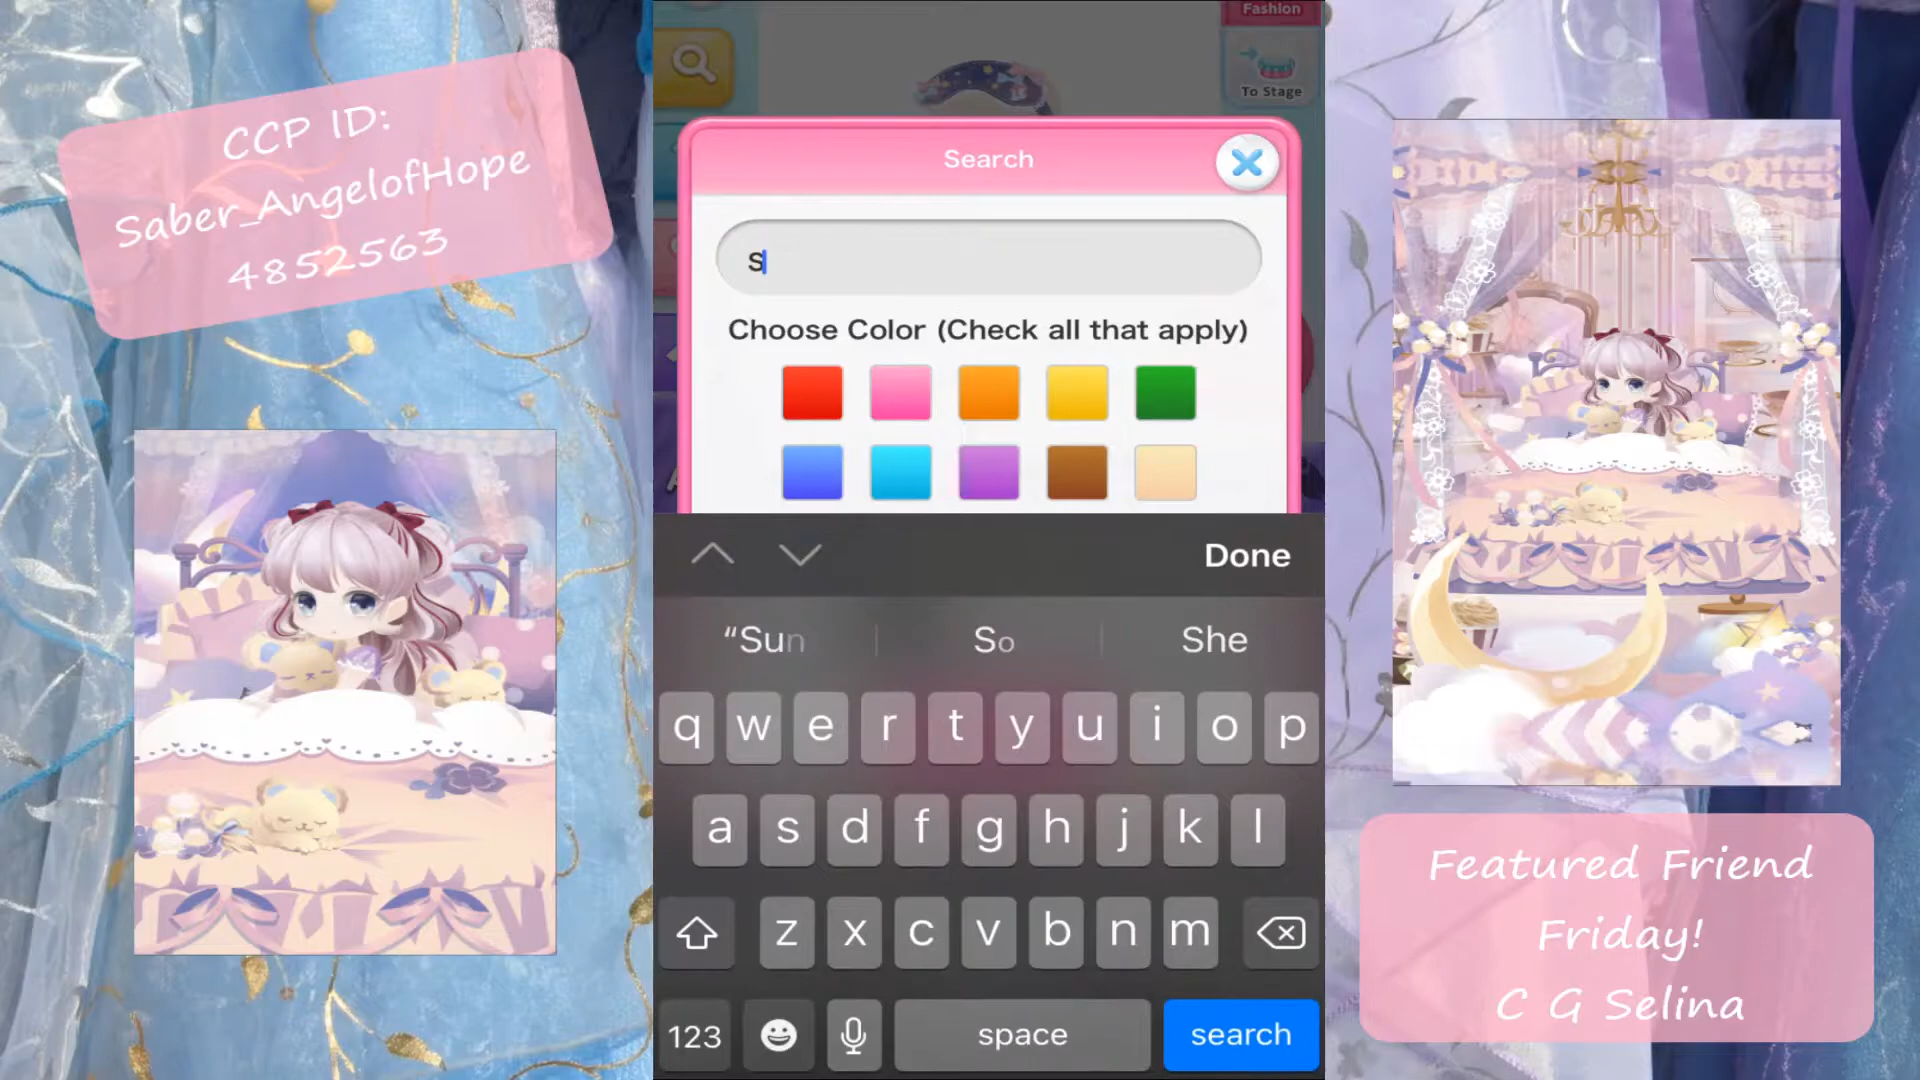 CCP ID:
Saber_AngelofHope
4852563
Fashion
To Stage
Search
S
Choose Color (Check all that apply)
Done
“Sun So She
q w e r t y u i o p
a s d f g h j k l
z x c v b n m
123 space search
Featured Friend
Friday!
C G Selina